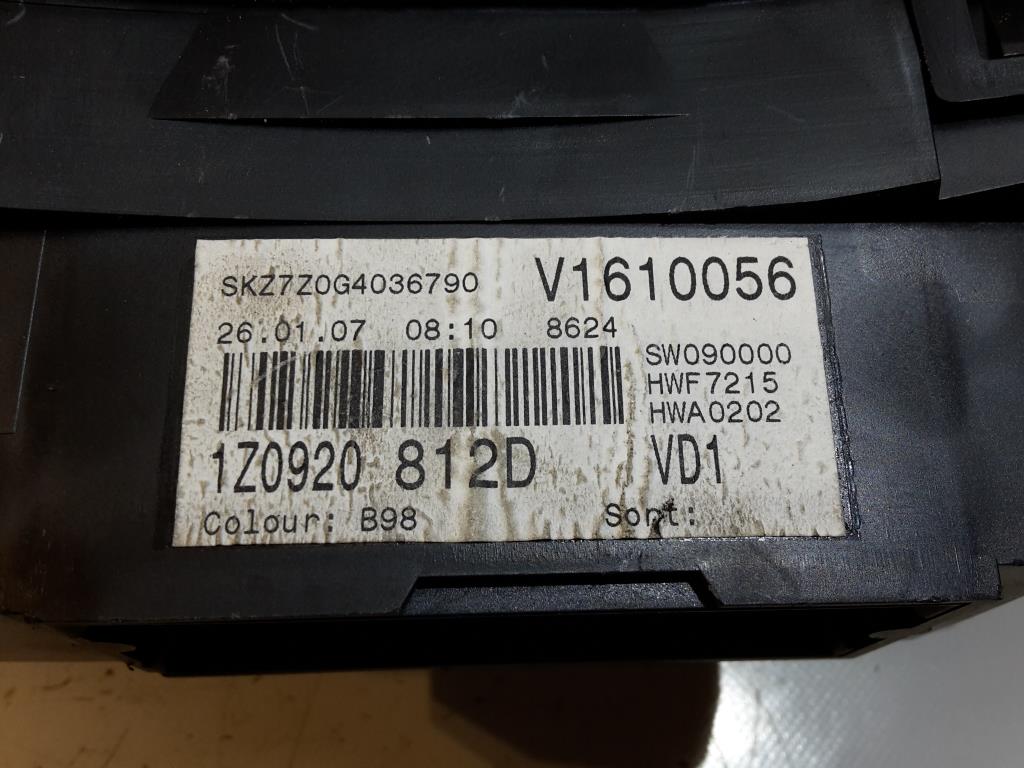 SKZ7Z0G4036790 V1610056
26.01.07 08:10 8624
SW090000
HWF7215
HWA0202
1Z0920 812D VD1
Colour: B98 Sort: